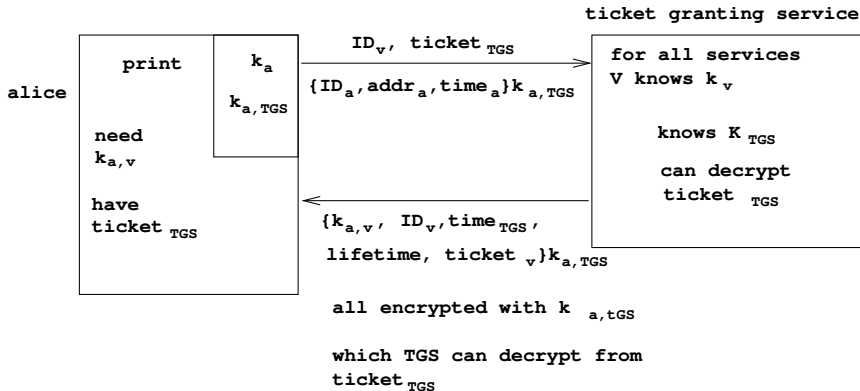 ticket granting service
alice
print
k_a
k_a,TGS
need
k_a,v
have
ticket_TGS
ID_v, ticket_TGS
{ID_a,addr_a,time_a}k_a,TGS
for all services
V knows k_v
knows K_TGS
can decrypt
ticket_TGS
{k_a,v, ID_v,time_TGS,
lifetime, ticket_v}k_a,TGS
all encrypted with k_a,tGS
which TGS can decrypt from
ticket_TGS